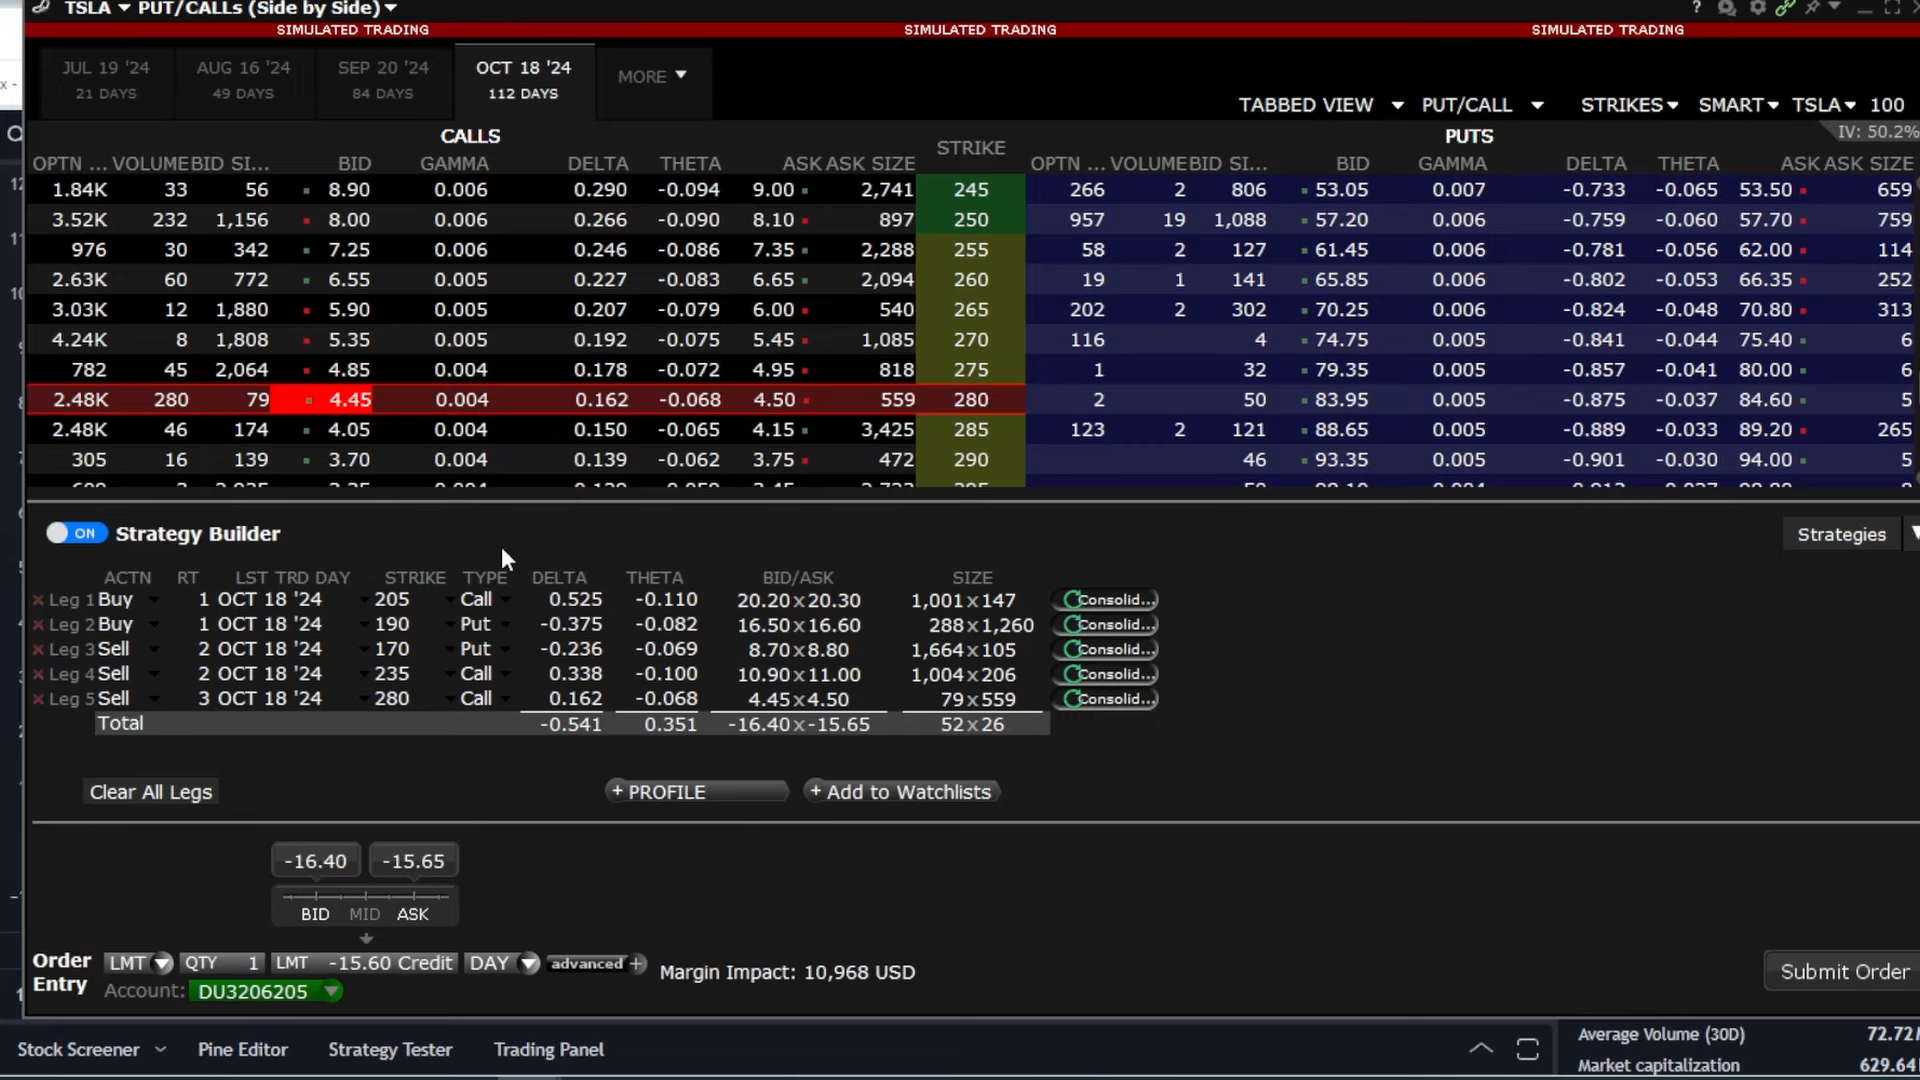 TSLA PUT/CALLs (Side by Side)
?
SIMULATED TRADING SIMULATED TRADING SIMULATED TRADING
JUL 19 '24 AUG 16 '24 SEP 20 '24 OCT 18 '24 MORE
21 DAYS 49 DAYS 84 DAYS 112 DAYS
TABBED VIEW PUT/CALL STRIKES SMART TSLA 100
CALLS STRIKE PUTS IV: 50.2%
OPTN ... VOLUME BID SI... BID GAMMA DELTA THETA ASK ASK SIZE OPTN ... VOLUME BID SI... BID GAMMA DELTA THETA ASK ASK SIZE
1.84K 33 56 8.90 0.006 0.290 -0.094 9.00 2,741 245 266 2 806 53.05 0.007 -0.733 -0.065 53.50 659
3.52K 232 1,156 8.00 0.006 0.266 -0.090 8.10 897 250 957 19 1,088 57.20 0.006 -0.759 -0.060 57.70 759
976 30 342 7.25 0.006 0.246 -0.086 7.35 2,288 255 58 2 127 61.45 0.006 -0.781 -0.056 62.00 114
2.63K 60 772 6.55 0.005 0.227 -0.083 6.65 2,094 260 19 1 141 65.85 0.006 -0.802 -0.053 66.35 252
3.03K 12 1,880 5.90 0.005 0.207 -0.079 6.00 540 265 202 2 302 70.25 0.006 -0.824 -0.048 70.80 313
4.24K 8 1,808 5.35 0.005 0.192 -0.075 5.45 1,085 270 116 4 74.75 0.005 -0.841 -0.044 75.40 6
782 45 2,064 4.85 0.004 0.178 -0.072 4.95 818 275 1 32 79.35 0.005 -0.857 -0.041 80.00 6
2.48K 280 79 4.45 0.004 0.162 -0.068 4.50 559 280 2 50 83.95 0.005 -0.875 -0.037 84.60 5
2.48K 46 174 4.05 0.004 0.150 -0.065 4.15 3,425 285 123 2 121 88.65 0.005 -0.889 -0.033 89.20 265
305 16 139 3.70 0.004 0.139 -0.062 3.75 472 290 46 93.35 0.005 -0.901 -0.030 94.00 5
ON Strategy Builder Strategies
ACTN RT LST TRD DAY STRIKE TYPE DELTA THETA BID/ASK SIZE
Leg 1 Buy 1 OCT 18 '24 205 Call 0.525 -0.110 20.20 x 20.30 1,001 x 147 Consolid...
Leg 2 Buy 1 OCT 18 '24 190 Put -0.375 -0.082 16.50 x 16.60 288 x 1,260 Consolid...
Leg 3 Sell 2 OCT 18 '24 170 Put -0.236 -0.069 8.70 x 8.80 1,664 x 105 Consolid...
Leg 4 Sell 2 OCT 18 '24 235 Call 0.338 -0.100 10.90 x 11.00 1,004 x 206 Consolid...
Leg 5 Sell 3 OCT 18 '24 280 Call 0.162 -0.068 4.45 x 4.50 79 x 559 Consolid...
Total -0.541 0.351 -16.40 x -15.65 52 x 26
Clear All Legs + PROFILE + Add to Watchlists
-16.40 -15.65
BID MID ASK
Order Entry LMT QTY 1 LMT -15.60 Credit DAY advanced + Margin Impact: 10,968 USD
Account: DU3206205
Submit Order
Stock Screener Pine Editor Strategy Tester Trading Panel
Average Volume (30D) 72.72
Market capitalization 629.64